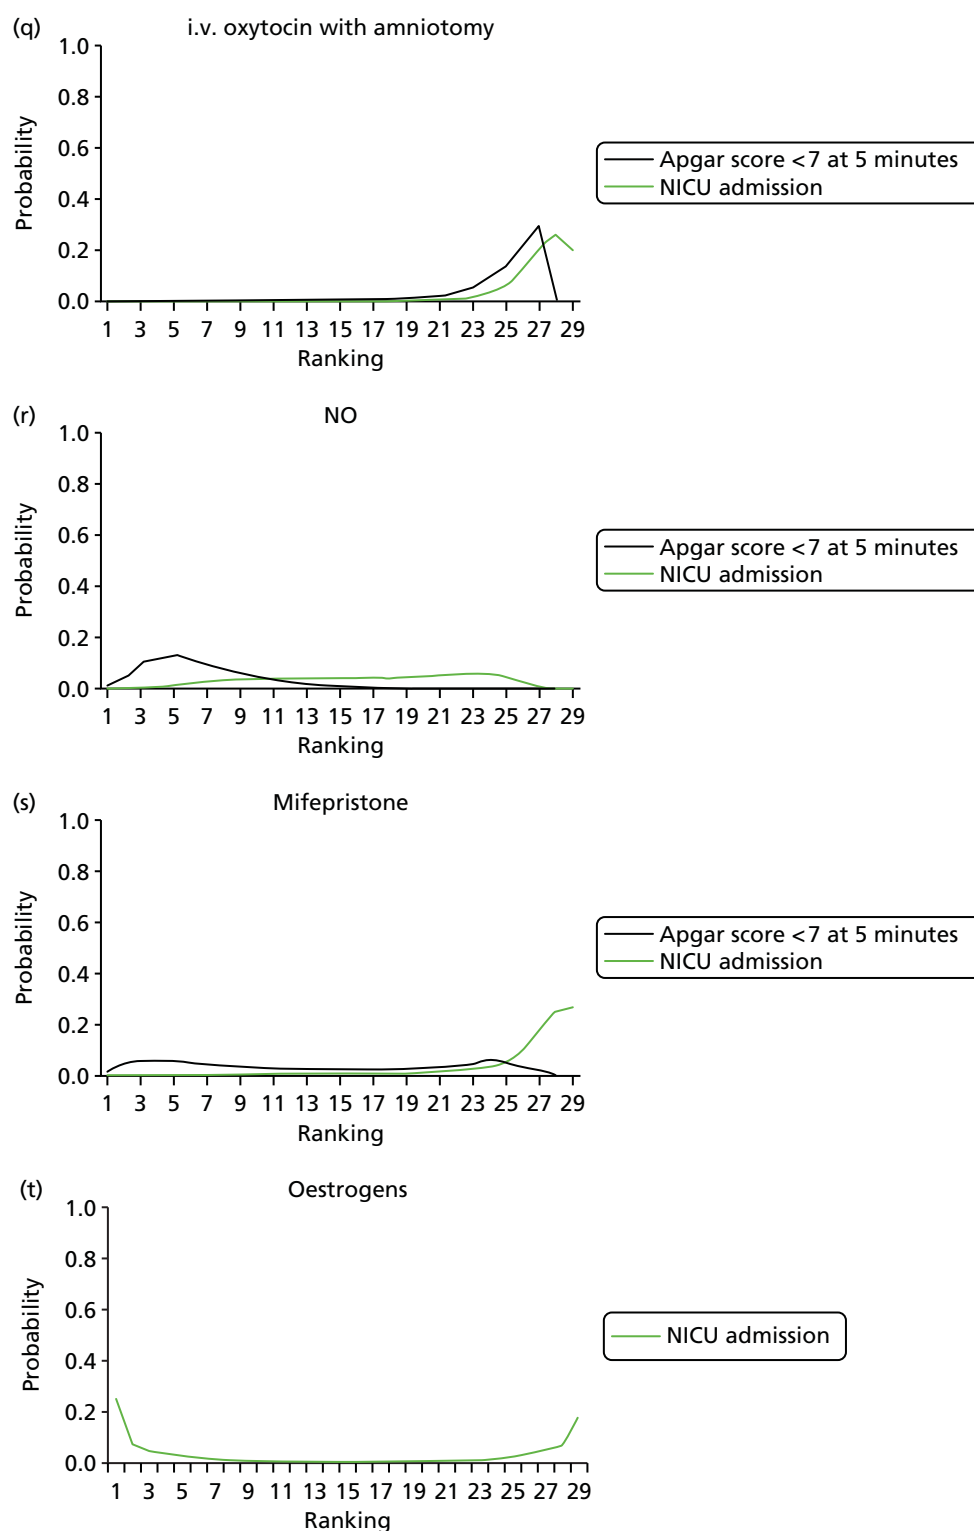 (q) i.v. oxytocin with amniotomy
1.0
0.8
0.6
0.4
0.2
0.0
Probability
1 3 5 7 9 11 13 15 17 19 21 23 25 27 29
Ranking
Apgar score <7 at 5 minutes
NICU admission
(r) NO
1.0
0.8
0.6
0.4
0.2
0.0
Probability
1 3 5 7 9 11 13 15 17 19 21 23 25 27 29
Ranking
Apgar score <7 at 5 minutes
NICU admission
(s) Mifepristone
1.0
0.8
0.6
0.4
0.2
0.0
Probability
1 3 5 7 9 11 13 15 17 19 21 23 25 27 29
Ranking
Apgar score <7 at 5 minutes
NICU admission
(t) Oestrogens
1.0
0.8
0.6
0.4
0.2
0.0
Probability
1 3 5 7 9 11 13 15 17 19 21 23 25 27 29
Ranking
NICU admission